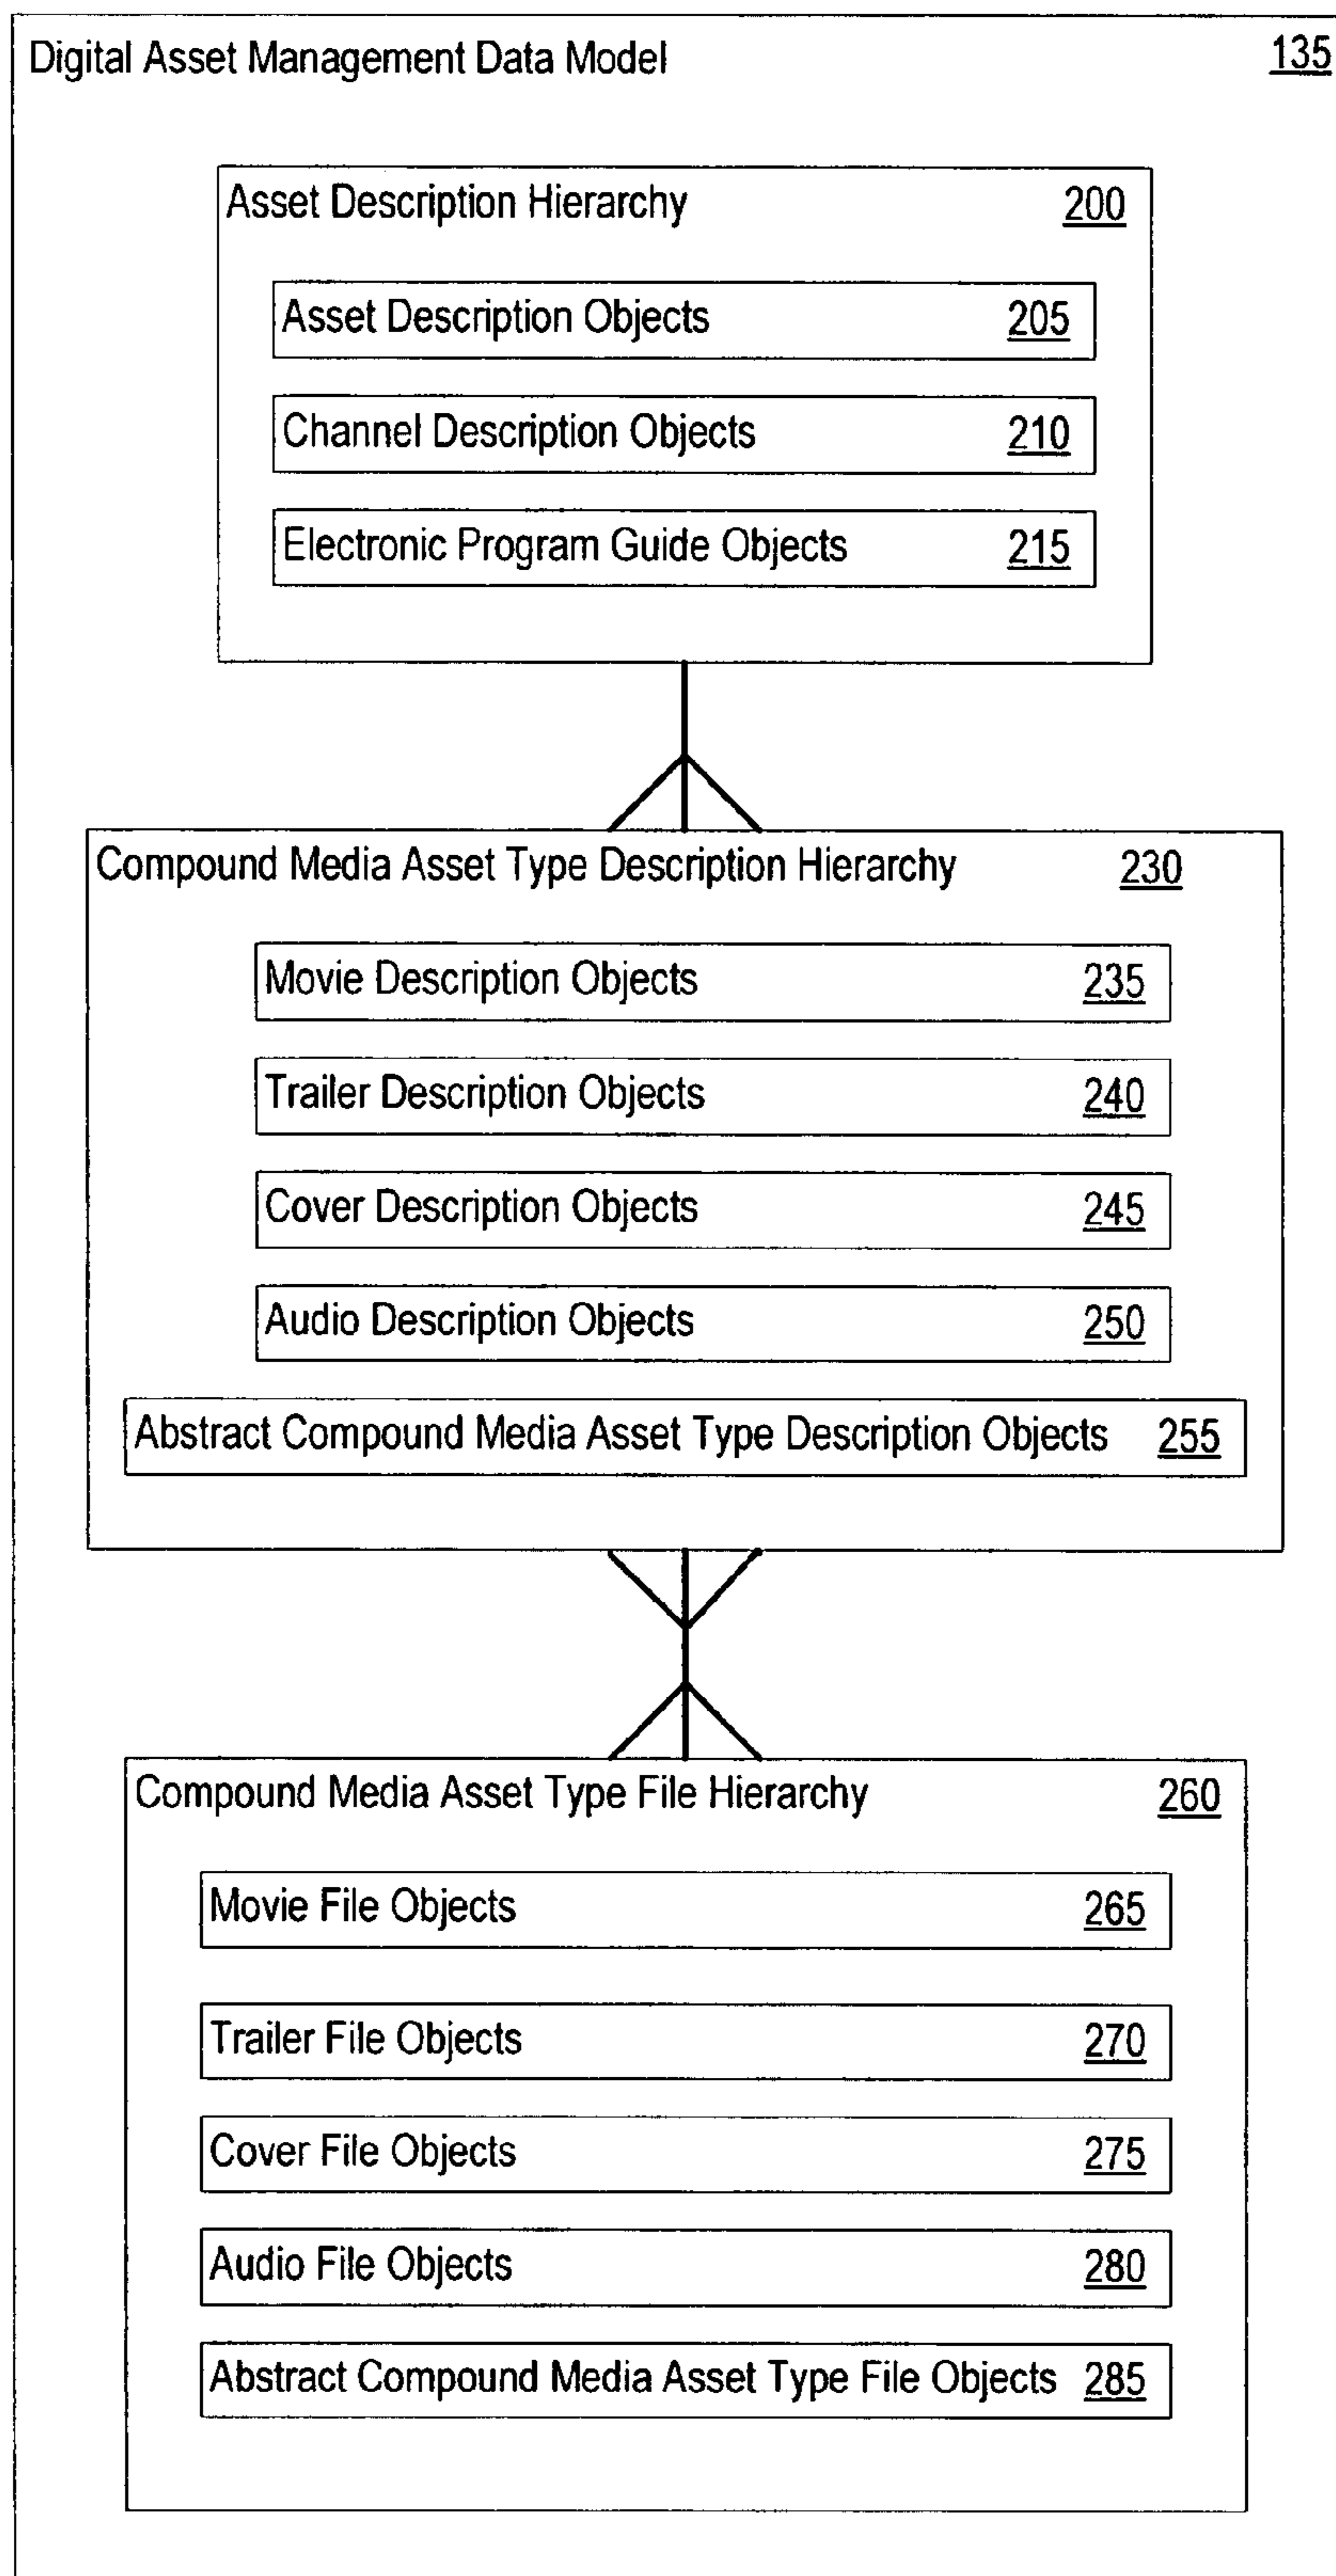 Digital Asset Management Data Model 135
Asset Description Hierarchy 200
Asset Description Objects 205
Channel Description Objects 210
Electronic Program Guide Objects 215
Compound Media Asset Type Description Hierarchy 230
Movie Description Objects 235
Trailer Description Objects 240
Cover Description Objects 245
Audio Description Objects 250
Abstract Compound Media Asset Type Description Objects 255
Compound Media Asset Type File Hierarchy 260
Movie File Objects 265
Trailer File Objects 270
Cover File Objects 275
Audio File Objects 280
Abstract Compound Media Asset Type File Objects 285